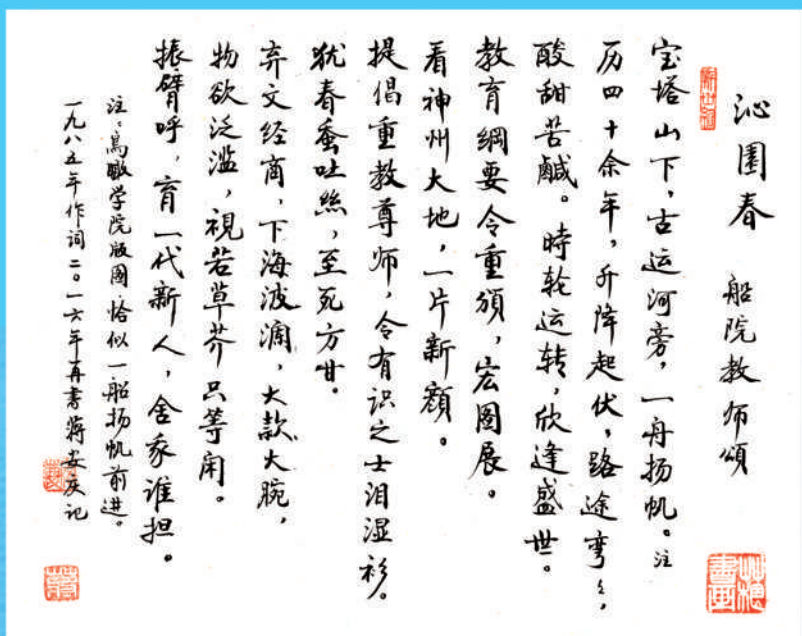 沁園春 船院教师頌
宝塔山下,古运河旁,一舟扬帆。注
历四十余年,升降起伏,路途弯々,
酸甜苦鹹。時轮运转,欣逢盛世。
教育綱要令重頒,宏图展。
看神州大地,一片新顔。
提倡重教尊师,令有识之士泪湿衫。
犹春蚕吐絲,至死方甘。
弃文经商,下海波澜,大款大腕,
物欲泛滥,視若草芥只等闲。
振臂呼,育一代新人,舍我谁担。
注:鳥瞰学院版图恰似一船扬帆前进。
一九八五年作词二〇一六年再書蒋安庆记